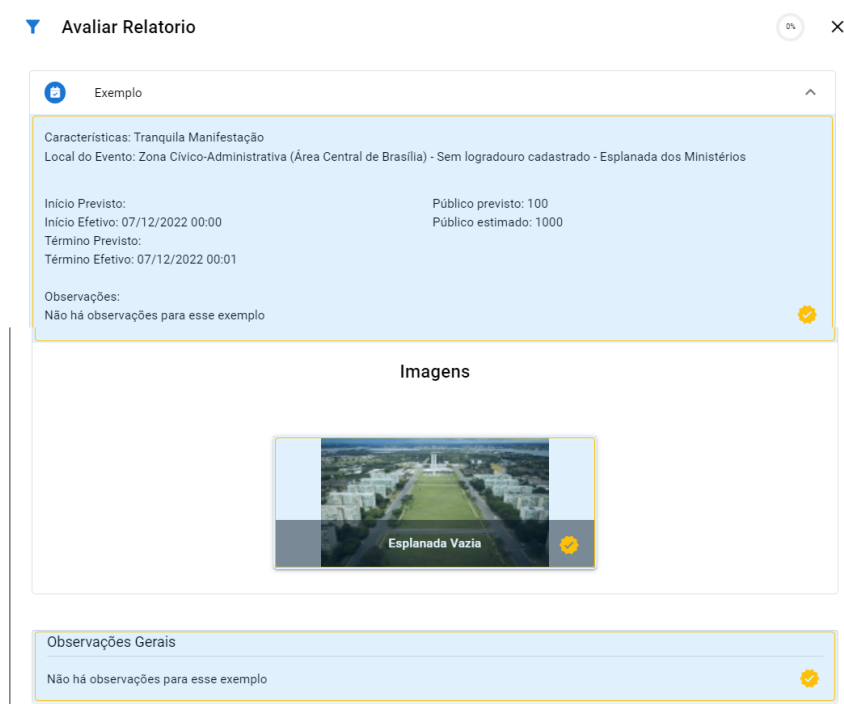 Avaliar Relatorio
0%
Exemplo
Características: Tranquila Manifestação
Local do Evento: Zona Cívico-Administrativa (Área Central de Brasília) - Sem logradouro cadastrado - Esplanada dos Ministérios
Início Previsto:
Início Efetivo: 07/12/2022 00:00
Término Previsto:
Término Efetivo: 07/12/2022 00:01
Público previsto: 100
Público estimado: 1000
Observações:
Não há observações para esse exemplo
Imagens
Esplanada Vazia
Observações Gerais
Não há observações para esse exemplo